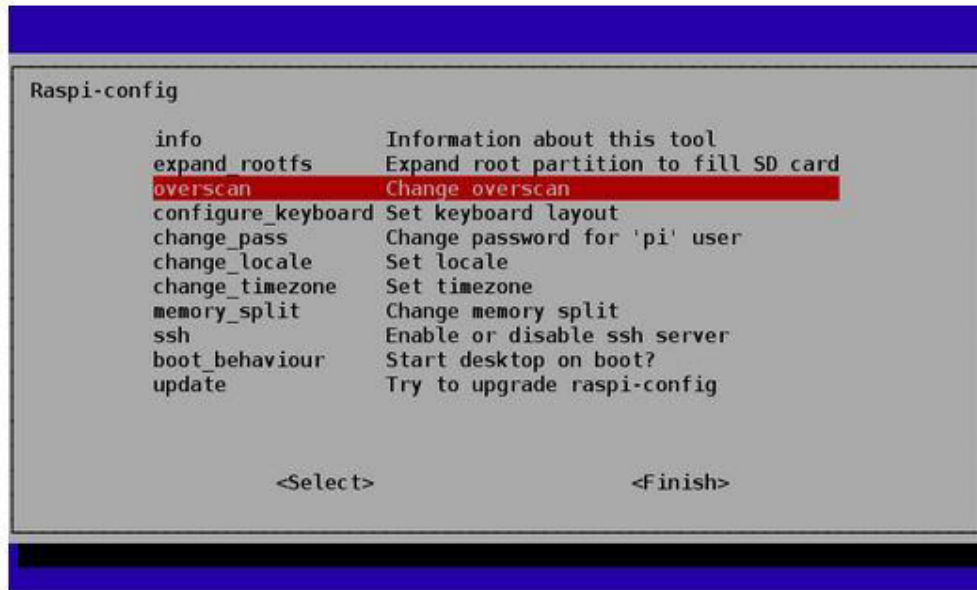 Raspi-config
info Information about this tool
expand_rootfs Expand root partition to fill SD card
overscan Change overscan
configure_keyboard Set keyboard layout
change_pass Change password for 'pi' user
change_locale Set locale
change_timezone Set timezone
memory_split Change memory split
ssh Enable or disable ssh server
boot_behaviour Start desktop on boot?
update Try to upgrade raspi-config
<Select> <Finish>